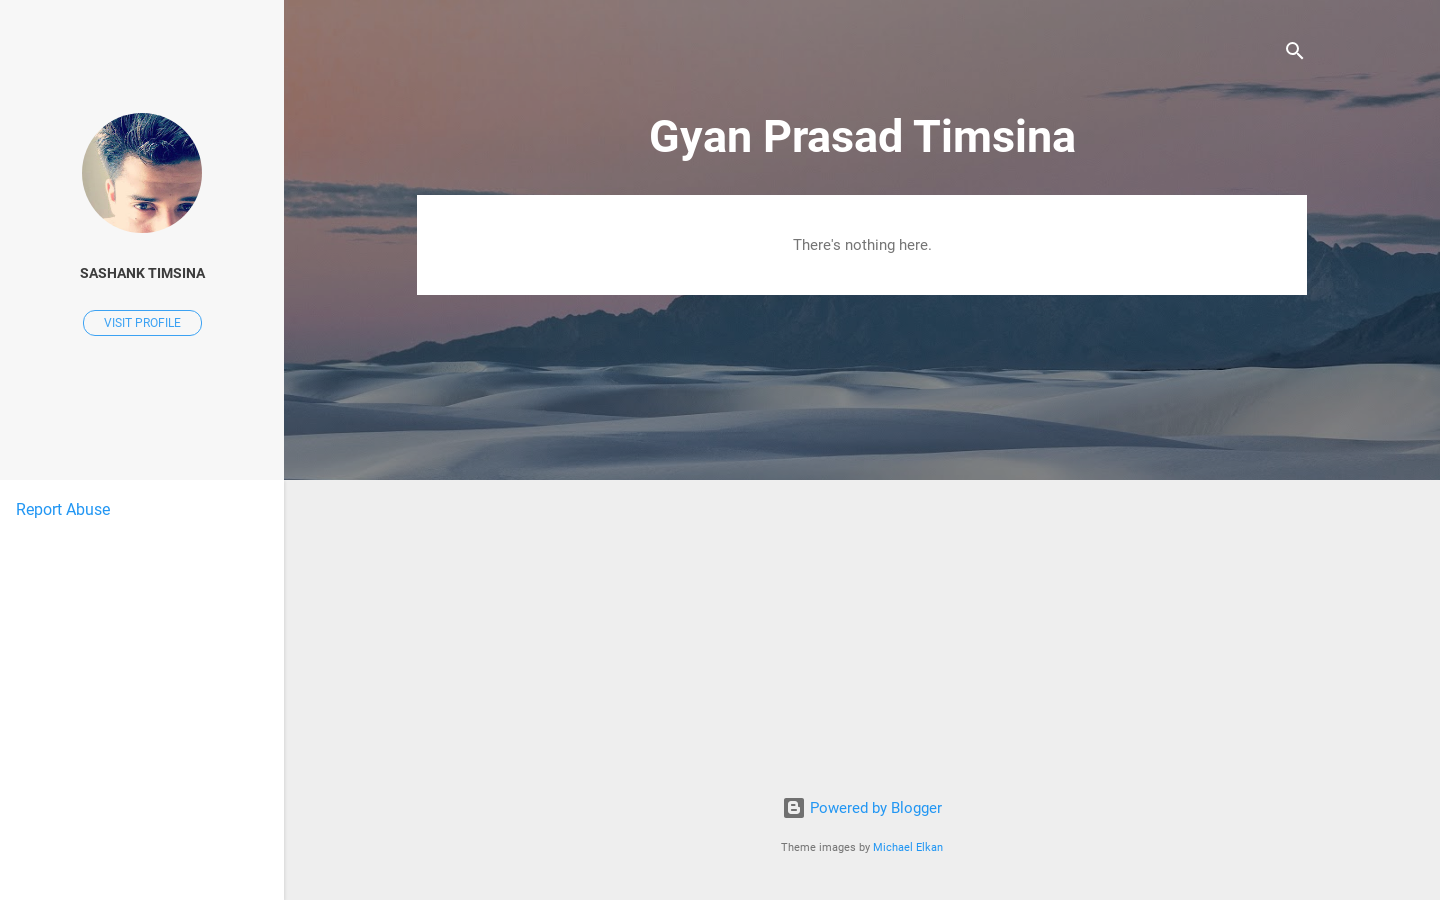 SASHANK TIMSINA
VISIT PROFILE
Report Abuse
Gyan Prasad Timsina
There's nothing here.
Powered by Blogger
Theme images by Michael Elkan